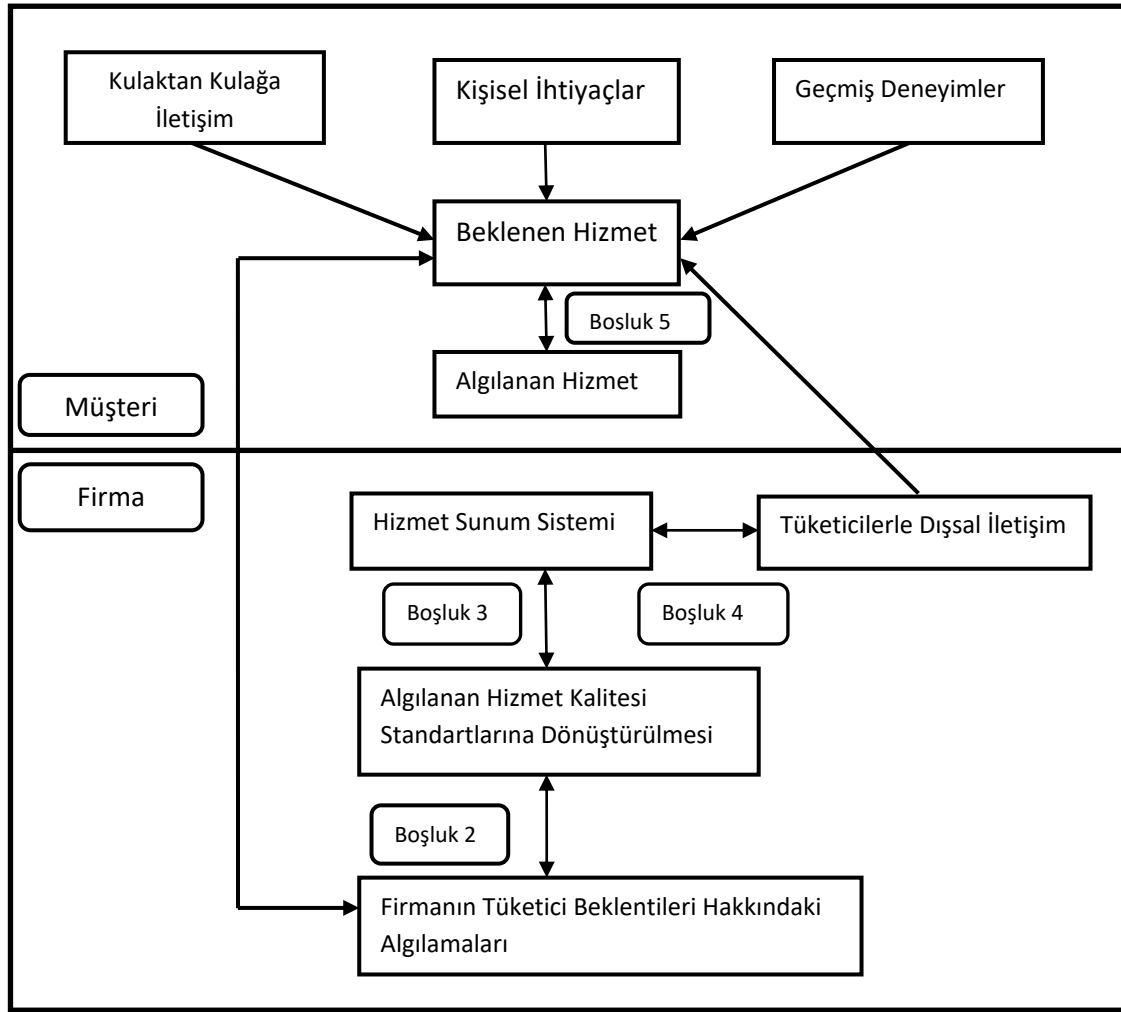 Kulaktan Kulağa
İletişim
Kişisel İhtiyaçlar
Geçmiş Deneyimler
Beklenen Hizmet
Bosluk 5
Algılanan Hizmet
Müşteri
Firma
Hizmet Sunum Sistemi
Tüketicilerle Dışsal İletişim
Boşluk 3
Boşluk 4
Algılanan Hizmet Kalitesi
Standartlarına Dönüştürülmesi
Boşluk 2
Firmanın Tüketici Beklentileri Hakkındaki
Algılamaları